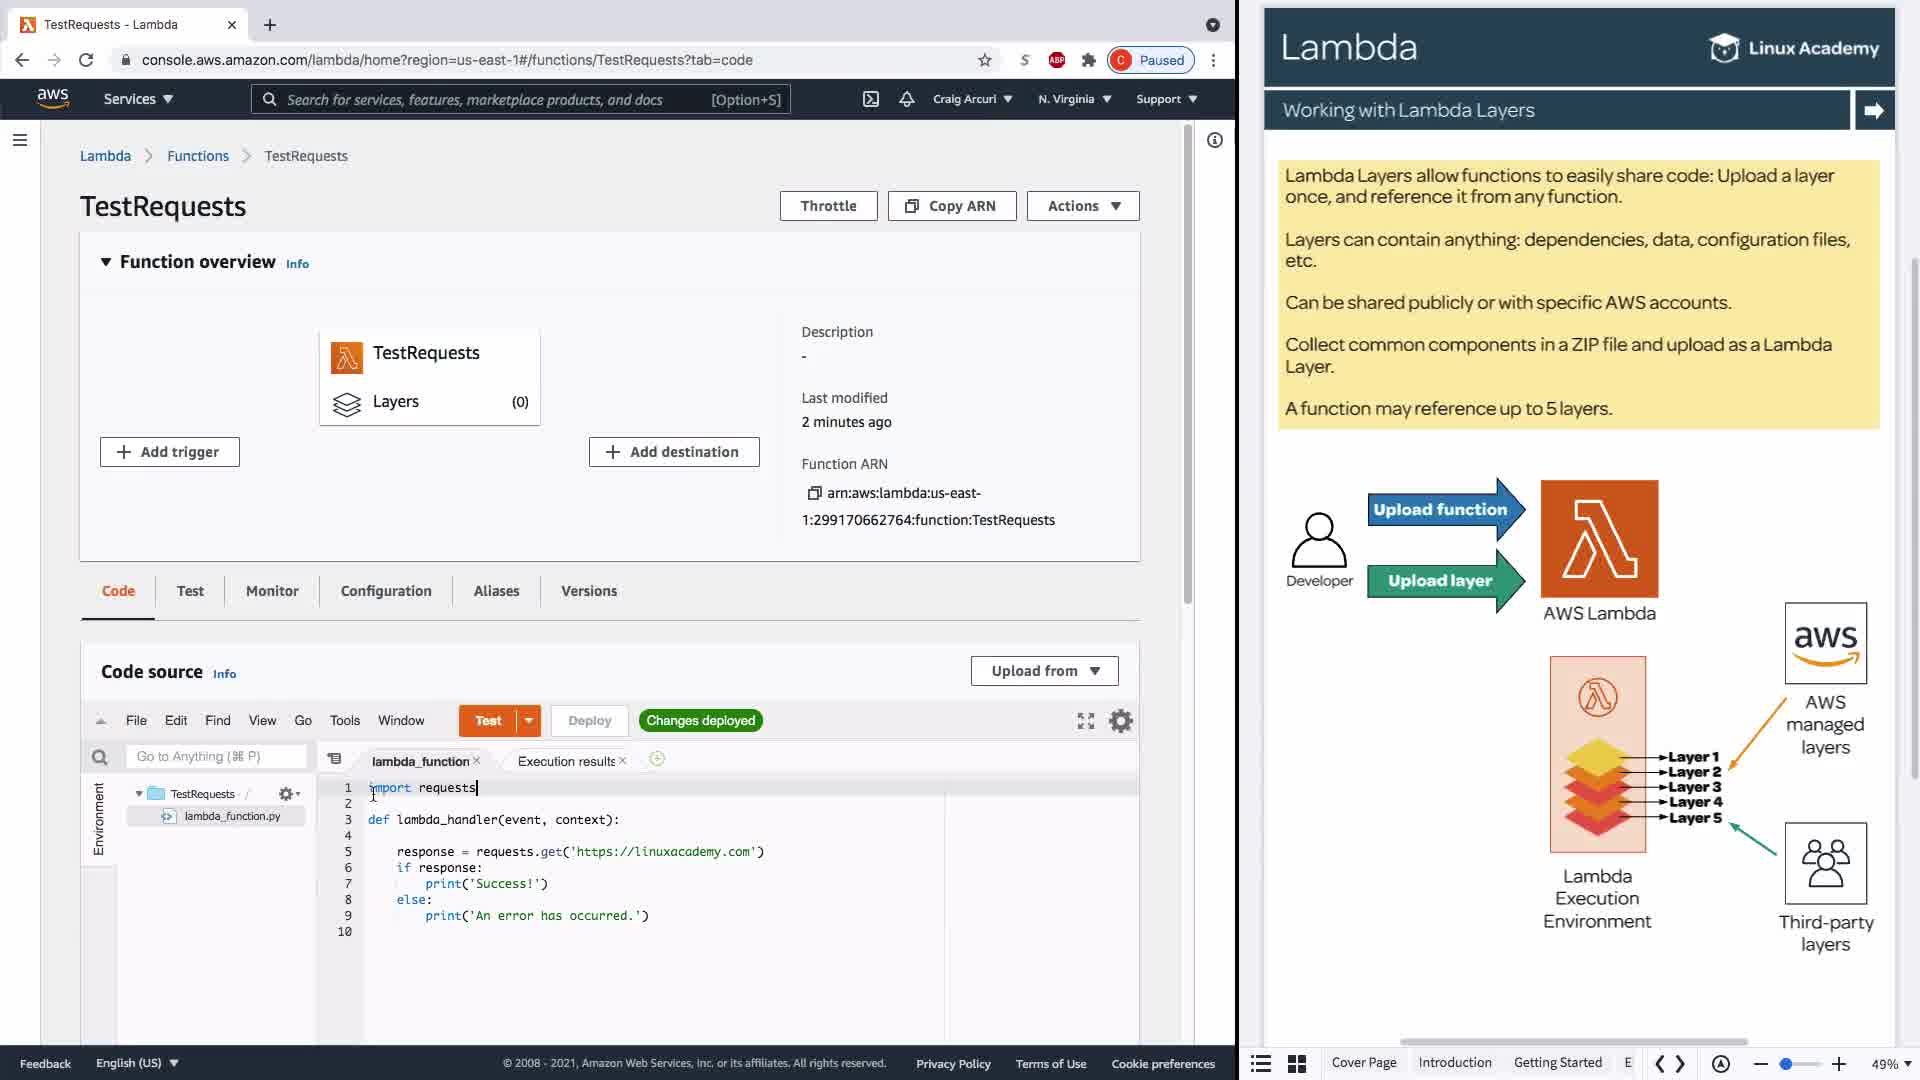 TestRequests - Lambda
console.aws.amazon.com/lambda/home?region=us-east-1#/functions/TestRequests?tab=code
ABP
C
Paused
aws
Services
Search for services, features, marketplace products, and docs
[Option+S]
Craig Arcuri
N. Virginia
Support
Lambda
Functions
TestRequests
TestRequests
Throttle
Copy ARN
Actions
Function overview
Info
TestRequests
Layers
(0)
Add trigger
Add destination
Description
-
Last modified
2 minutes ago
Function ARN
arn:aws:lambda:us-east-
1:299170662764:function:TestRequests
Code
Test
Monitor
Configuration
Aliases
Versions
Code source
Info
Upload from
File
Edit
Find
View
Go
Tools
Window
Test
Deploy
Changes deployed
Go to Anything (⌘ P)
lambda_function
Execution results
Environment
TestRequests
/
lambda_function.py
1 import requests
2
3 def lambda_handler(event, context):
4
5 response = requests.get('https://linuxacademy.com')
6 if response:
7 print('Success!')
8 else:
9 print('An error has occurred.')
10
Feedback
English (US)
© 2008 - 2021, Amazon Web Services, Inc. or its affiliates. All rights reserved.
Privacy Policy
Terms of Use
Cookie preferences
Lambda
Linux Academy
Working with Lambda Layers
Lambda Layers allow functions to easily share code: Upload a layer
once, and reference it from any function.
Layers can contain anything: dependencies, data, configuration files,
etc.
Can be shared publicly or with specific AWS accounts.
Collect common components in a ZIP file and upload as a Lambda
Layer.
A function may reference up to 5 layers.
Upload function
Developer
Upload layer
AWS Lambda
aws
AWS
managed
layers
Layer 1
Layer 2
Layer 3
Layer 4
Layer 5
Lambda
Execution
Environment
Third-party
layers
Cover Page
Introduction
Getting Started
E
49%